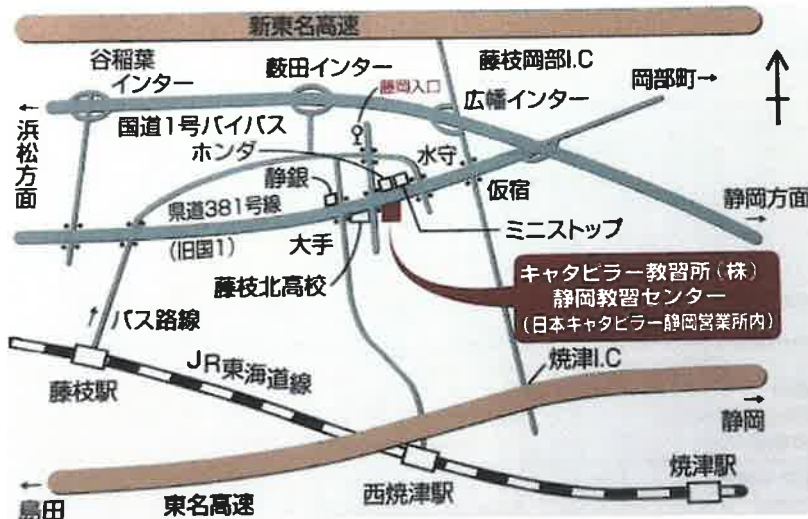 新東名高速
谷稲葉
インター
藪田インター
藤枝岡部I.C
岡部町→
藤岡入口
広幡インター
←
浜松方面
国道1号バイパス
ホンダ
水守
静銀
仮宿
県道381号線
(旧国1)
大手
ミニストップ
静岡方面
→
藤枝北高校
キャタピラー教習所(株)
静岡教習センター
(日本キャタピラー静岡営業所内)
バス路線
JR東海道線
藤枝駅
焼津I.C
→
静岡
←
島田
東名高速
西焼津駅
焼津駅